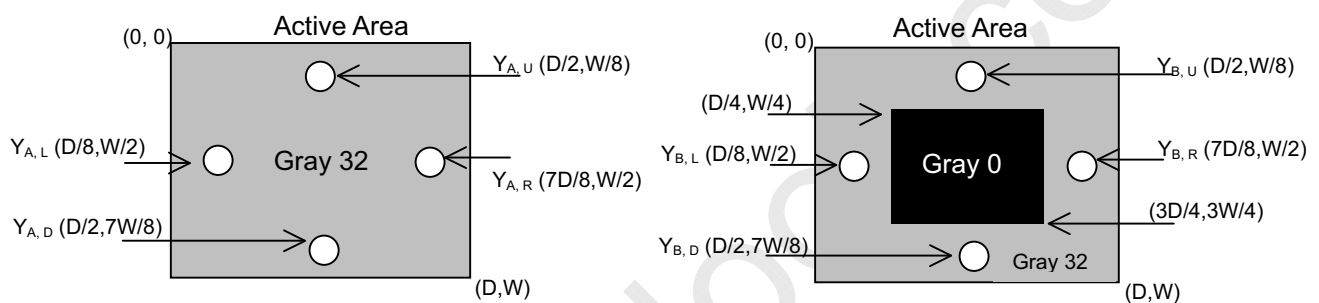 Active Area
(0, 0)
Y_A, U (D/2,W/8)
Y_A, L (D/8,W/2)
Gray 32
Y_A, R (7D/8,W/2)
Y_A, D (D/2,7W/8)
(D,W)
Active Area
(0, 0)
Y_B, U (D/2,W/8)
(D/4,W/4)
Y_B, L (D/8,W/2)
Gray 0
Y_B, R (7D/8,W/2)
(3D/4,3W/4)
Y_B, D (D/2,7W/8)
Gray 32
(D,W)